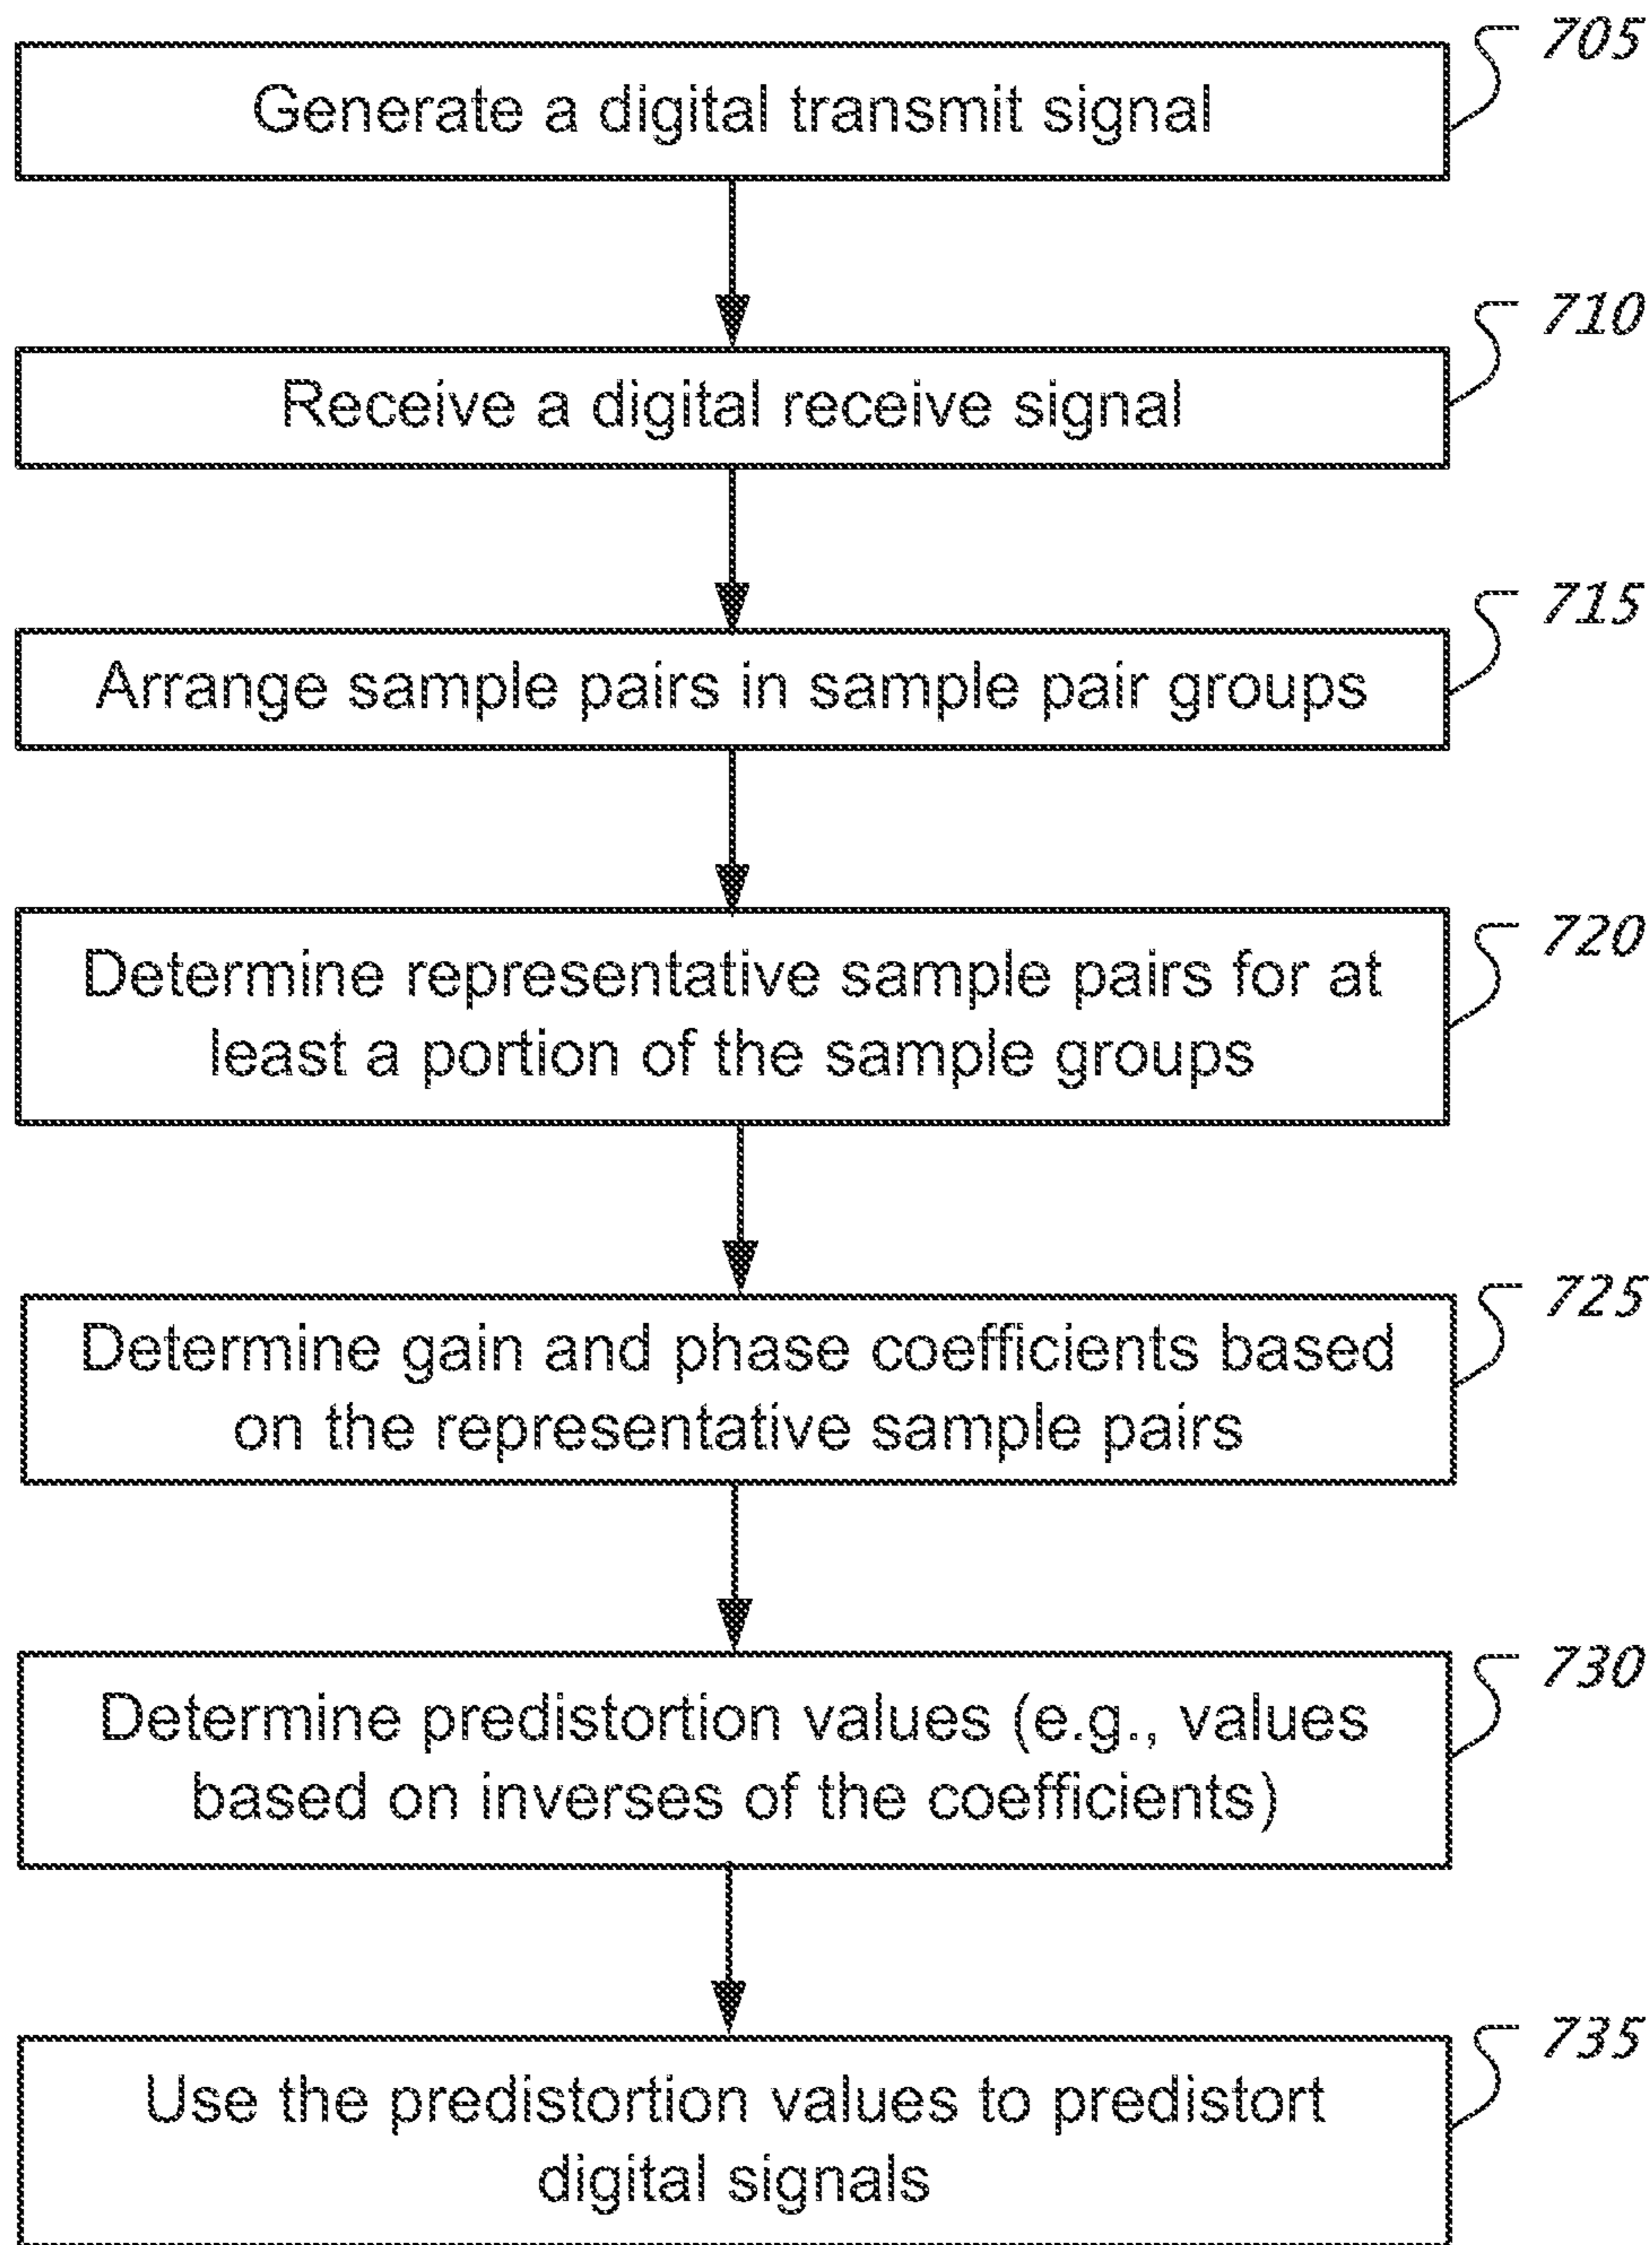 705
Generate a digital transmit signal
710
Receive a digital receive signal
715
Arrange sample pairs in sample pair groups
720
Determine representative sample pairs for at
least a portion of the sample groups
725
Determine gain and phase coefficients based
on the representative sample pairs
730
Determine predistortion values (e.g., values
based on inverses of the coefficients)
735
Use the predistortion values to predistort
digital signals